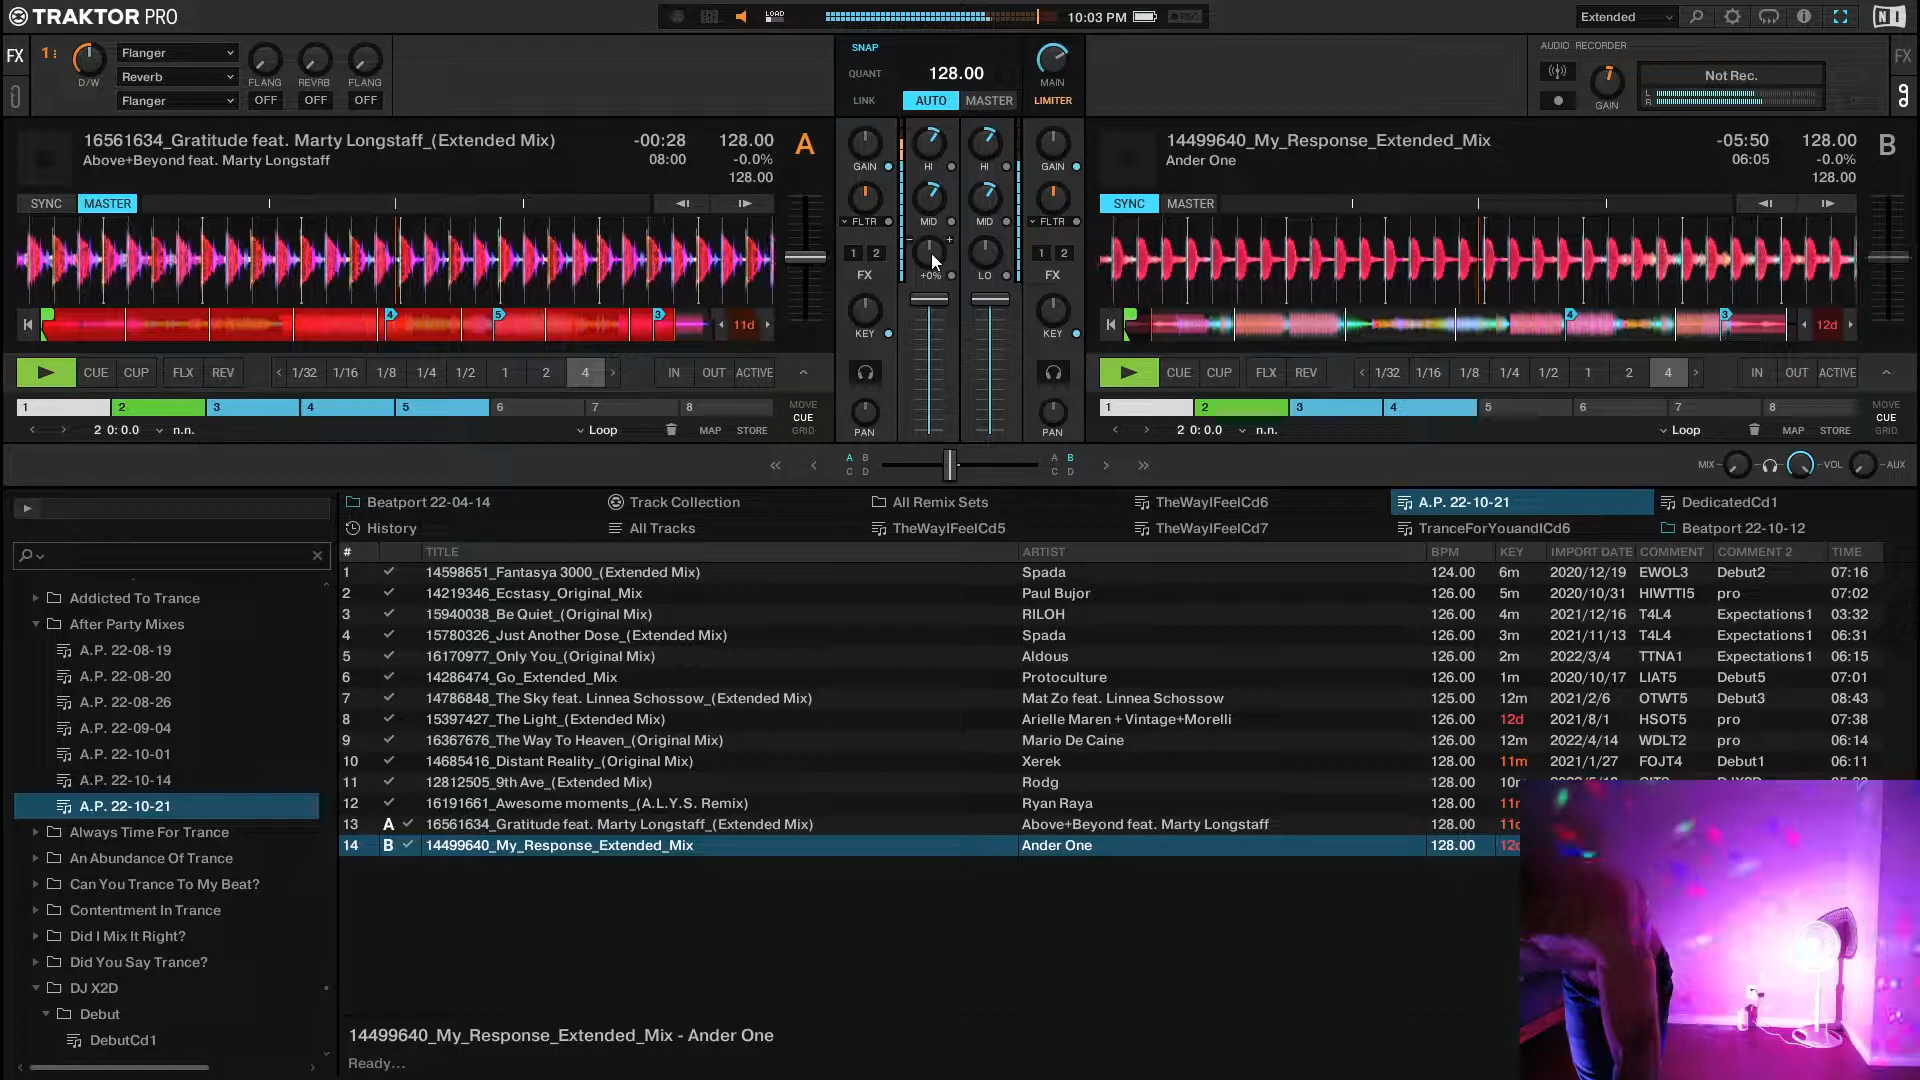 TRAKTOR PRO
LOAD
10:03 PM
REC
Extended
FX
1
D/W
Flanger
Reverb
Flanger
FLANG
REVRB
FLANG
OFF
OFF
OFF
SNAP
QUANT
LINK
128.00
AUTO
MASTER
MAIN
LIMITER
AUDIO RECORDER
GAIN
Not Rec.
L
R
FX
16561634_Gratitude feat. Marty Longstaff_(Extended Mix)
Above+Beyond feat. Marty Longstaff
-00:28
08:00
128.00
-0.0%
128.00
A
SYNC
MASTER
4
5
3
11d
CUE
CUP
FLX
REV
1/32
1/16
1/8
1/4
1/2
1
2
4
IN
OUT
ACTIVE
1
2
3
4
5
6
7
8
MOVE
CUE
GRID
2 0:0.0
n.n.
Loop
MAP
STORE
GAIN
HI
HI
GAIN
FLTR
MID
MID
FLTR
1 2
FX
+0%
LO
1 2
FX
KEY
KEY
PAN
PAN
14499640_My_Response_Extended_Mix
Ander One
-05:50
06:05
128.00
-0.0%
128.00
B
SYNC
MASTER
4
3
12d
CUE
CUP
FLX
REV
1/32
1/16
1/8
1/4
1/2
1
2
4
IN
OUT
ACTIVE
1
2
3
4
5
6
7
8
MOVE
CUE
GRID
2 0:0.0
n.n.
Loop
MAP
STORE
A B
C D
A B
C D
MIX
VOL
AUX
Beatport 22-04-14
Track Collection
All Remix Sets
TheWayIFeelCd6
A.P. 22-10-21
DedicatedCd1
History
All Tracks
TheWayIFeelCd5
TheWayIFeelCd7
TranceForYouandICd6
Beatport 22-10-12
Addicted To Trance
After Party Mixes
A.P. 22-08-19
A.P. 22-08-20
A.P. 22-08-26
A.P. 22-09-04
A.P. 22-10-01
A.P. 22-10-14
A.P. 22-10-21
Always Time For Trance
An Abundance Of Trance
Can You Trance To My Beat?
Contentment In Trance
Did I Mix It Right?
Did You Say Trance?
DJ X2D
Debut
DebutCd1
# TITLE ARTIST BPM KEY IMPORT DATE COMMENT COMMENT 2 TIME
1 14598651_Fantasya 3000_(Extended Mix) Spada 124.00 6m 2020/12/19 EWOL3 Debut2 07:16
2 14219346_Ecstasy_Original_Mix Paul Bujor 126.00 5m 2020/10/31 HIWTTI5 pro 07:02
3 15940038_Be Quiet_(Original Mix) RILOH 126.00 4m 2021/12/16 T4L4 Expectations1 03:32
4 15780326_Just Another Dose_(Extended Mix) Spada 126.00 3m 2021/11/13 T4L4 Expectations1 06:31
5 16170977_Only You_(Original Mix) Aldous 126.00 2m 2022/3/4 TTNA1 Expectations1 06:15
6 14286474_Go_Extended_Mix Protoculture 126.00 1m 2020/10/17 LIAT5 Debut5 07:01
7 14786848_The Sky feat. Linnea Schossow_(Extended Mix) Mat Zo feat. Linnea Schossow 125.00 12m 2021/2/6 OTWT5 Debut3 08:43
8 15397427_The Light_(Extended Mix) Arielle Maren + Vintage+Morelli 126.00 12d 2021/8/1 HSOT5 pro 07:38
9 16367676_The Way To Heaven_(Original Mix) Mario De Caine 126.00 12m 2022/4/14 WDLT2 pro 06:14
10 14685416_Distant Reality_(Original Mix) Xerek 128.00 11m 2021/1/27 FOJT4 Debut1 06:11
11 12812505_9th Ave_(Extended Mix) Rodg 128.00
12 16191661_Awesome moments_(A.L.Y.S. Remix) Ryan Raya 128.00
13 A 16561634_Gratitude feat. Marty Longstaff_(Extended Mix) Above+Beyond feat. Marty Longstaff 128.00
14 B 14499640_My_Response_Extended_Mix Ander One 128.00
14499640_My_Response_Extended_Mix - Ander One
Ready...